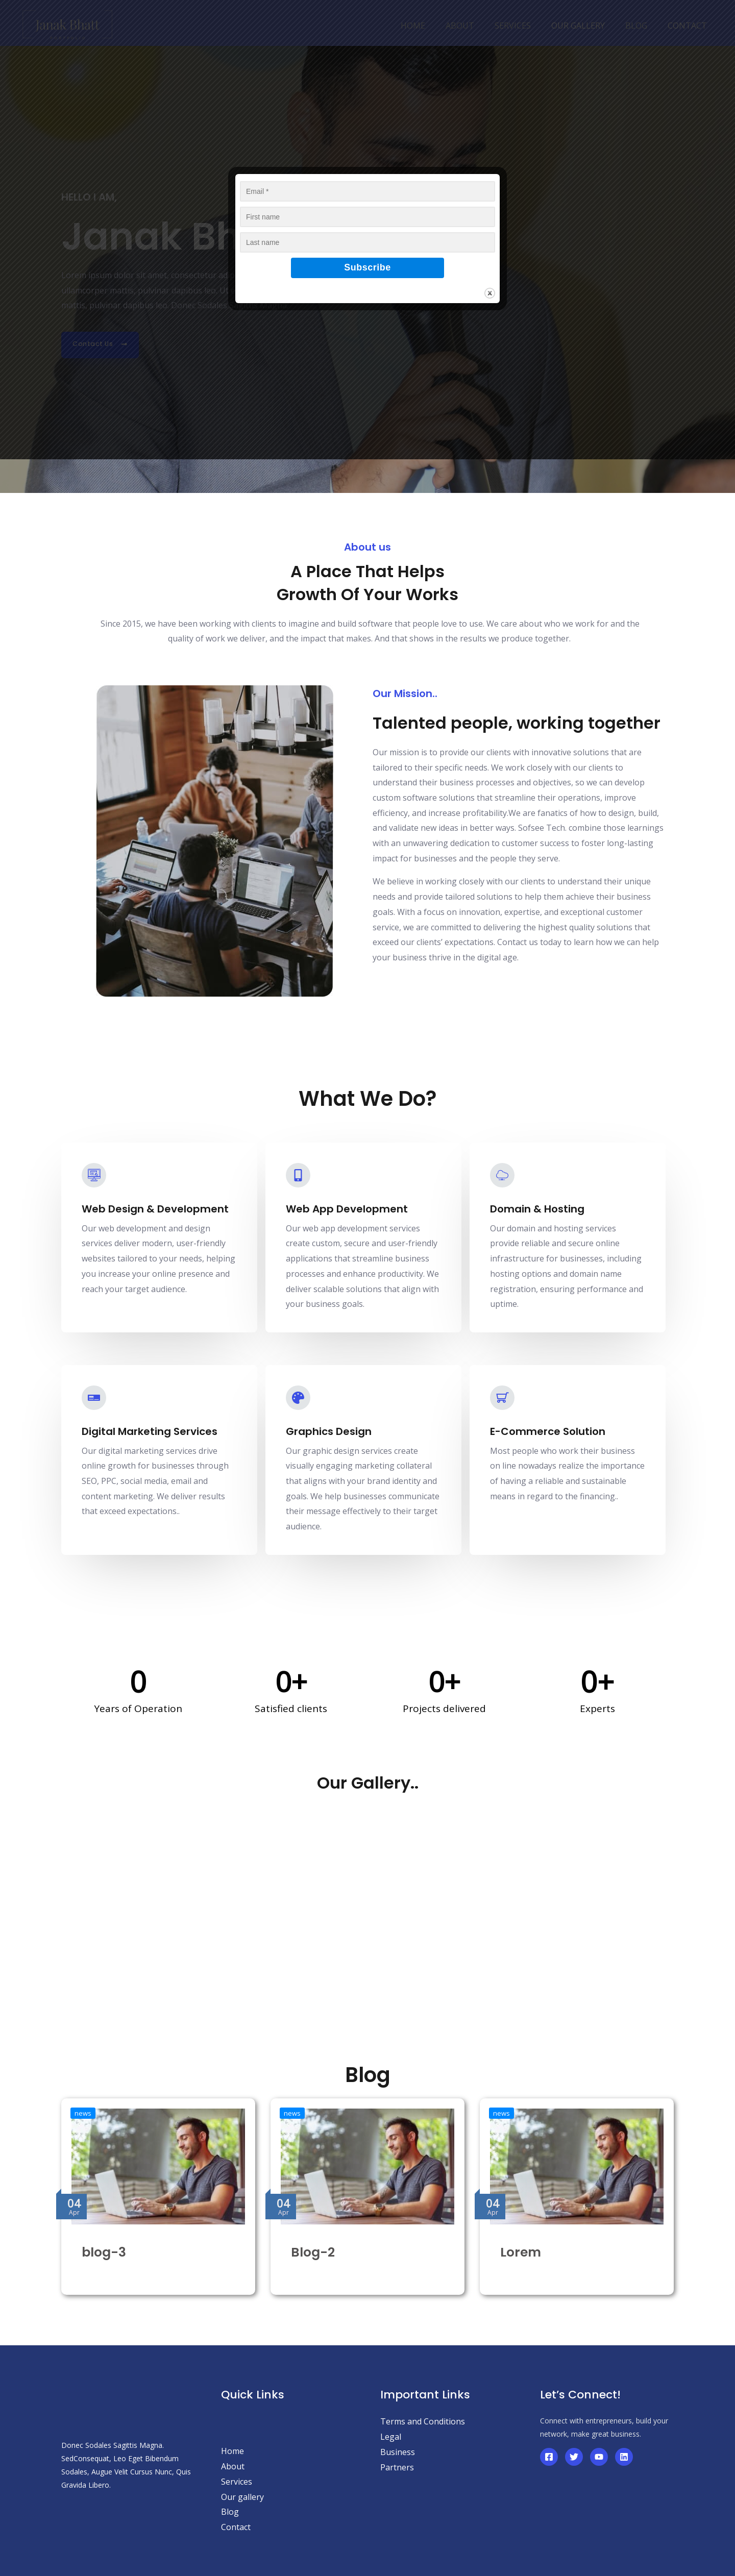 Janak Bhatt
HOME ABOUT SERVICES OUR GALLERY BLOG CONTACT
HELLO I AM,
Janak Bh
Lorem ipsum dolor sit amet, consectetur
ullamcorper mattis, pulvinar dapibus leo.
mattis, pulvinar dapibus leo. Donec Sodales
Contact Us
Email *
First name
Last name
Subscribe
x
About us
A Place That Helps
Growth Of Your Works
Since 2015, we have been working with clients to imagine and build software that people love to use. We care about who we work for and the
quality of work we deliver, and the impact that makes. And that shows in the results we produce together.
Our Mission..
Talented people, working together
Our mission is to provide our clients with innovative solutions that are
tailored to their specific needs. We work closely with our clients to
understand their business processes and objectives, so we can develop
custom software solutions that streamline their operations, improve
efficiency, and increase profitability.We are fanatics of how to design, build,
and validate new ideas in better ways. Sofsee Tech. combine those learnings
with an unwavering dedication to customer success to foster long-lasting
impact for businesses and the people they serve.
We believe in working closely with our clients to understand their unique
needs and provide tailored solutions to help them achieve their business
goals. With a focus on innovation, expertise, and exceptional customer
service, we are committed to delivering the highest quality solutions that
exceed our clients’ expectations. Contact us today to learn how we can help
your business thrive in the digital age.
What We Do?
Web Design & Development
Our web development and design
services deliver modern, user-friendly
websites tailored to your needs, helping
you increase your online presence and
reach your target audience.
Web App Development
Our web app development services
create custom, secure and user-friendly
applications that streamline business
processes and enhance productivity. We
deliver scalable solutions that align with
your business goals.
Domain & Hosting
Our domain and hosting services
provide reliable and secure online
infrastructure for businesses, including
hosting options and domain name
registration, ensuring performance and
uptime.
Digital Marketing Services
Our digital marketing services drive
online growth for businesses through
SEO, PPC, social media, email and
content marketing. We deliver results
that exceed expectations..
Graphics Design
Our graphic design services create
visually engaging marketing collateral
that aligns with your brand identity and
goals. We help businesses communicate
their message effectively to their target
audience.
E-Commerce Solution
Most people who work their business
on line nowadays realize the importance
of having a reliable and sustainable
means in regard to the financing..
0
Years of Operation
0+
Satisfied clients
0+
Projects delivered
0+
Experts
Our Gallery..
Blog
news
04
Apr
blog-3
news
04
Apr
Blog-2
news
04
Apr
Lorem
Donec Sodales Sagittis Magna.
SedConsequat, Leo Eget Bibendum
Sodales, Augue Velit Cursus Nunc, Quis
Gravida Libero.
Quick Links
Home
About
Services
Our gallery
Blog
Contact
Important Links
Terms and Conditions
Legal
Business
Partners
Let’s Connect!
Connect with entrepreneurs, build your
network, make great business.